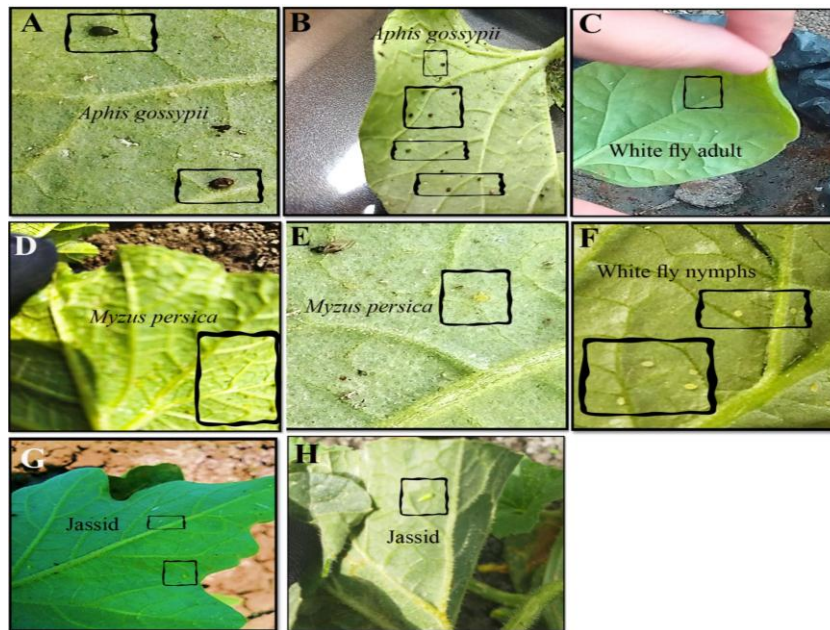 A
Aphis gossypii
B
Aphis gossypii
C
White fly adult
D
Myzus persica
E
Myzus persica
F
White fly nymphs
G
Jassid
H
Jassid